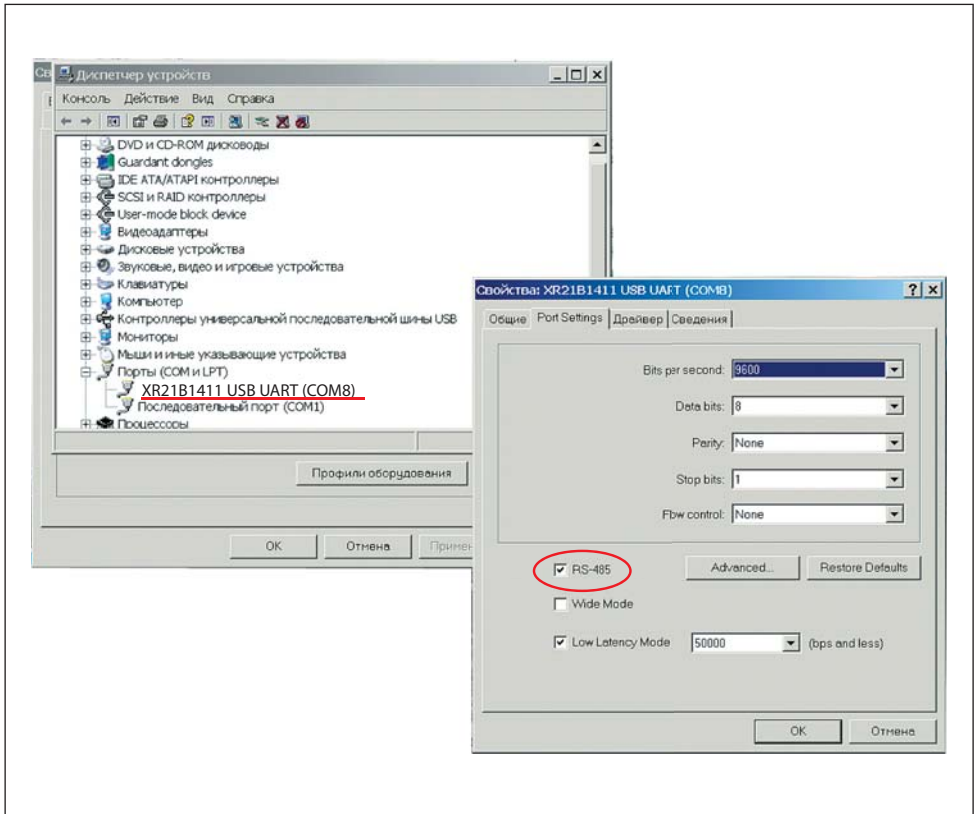 Св
Диспетчер устройств
Консоль Действие Вид Справка
DVD и CD-ROM дисководы
Guardant dongles
IDE ATA/ATAPI контроллеры
SCSI и RAID контроллеры
User-mode block device
Видеоадаптеры
Дисковые устройства
Звуковые, видео и игровые устройства
Клавиатуры
Компьютер
Контроллеры универсальной последовательной шины USB
Мониторы
Мыши и иные указывающие устройства
Порты (COM и LPT)
XR21B1411 USB UART (COM8)
Последовательный порт (COM1)
Процессоры
Профили оборудования
OK Отмена Примен
Свойства: XR21B1411 USB UART (COM8)
Общие Port Settings Драйвер Сведения
Bits per second: 9600
Data bits: 8
Parity: None
Stop bits: 1
Flow control: None
RS-485 Advanced... Restore Defaults
Wide Mode
Low Latency Mode 50000 (bps and less)
OK Отмена